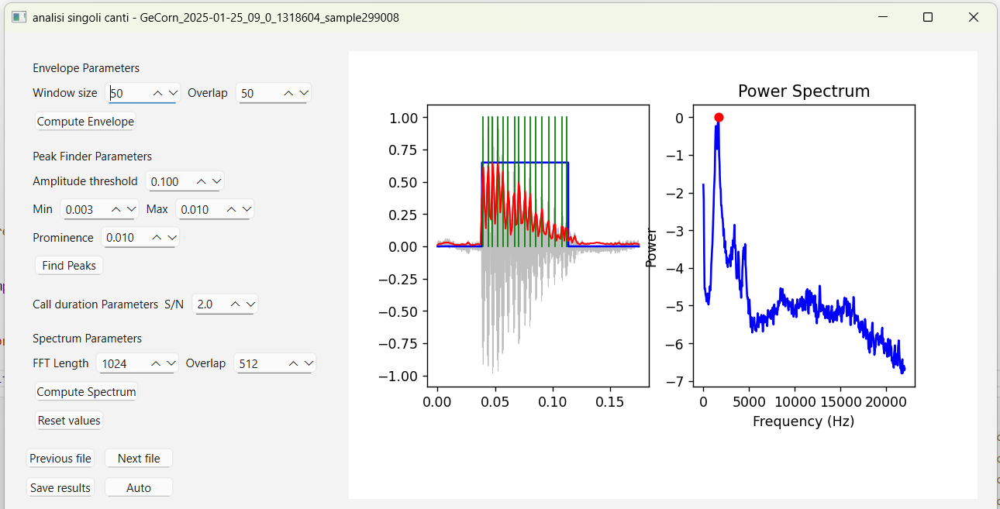 analisi singoli canti - GeCorn_2025-01-25_09_0_1318604_sample299008
Envelope Parameters
Window size 50 Overlap 50
Compute Envelope
Peak Finder Parameters
Amplitude threshold 0.100
Min 0.003 Max 0.010
Prominence 0.010
Find Peaks
Call duration Parameters S/N 2.0
Spectrum Parameters
FFT Length 1024 Overlap 512
Compute Spectrum
Reset values
Previous file Next file
Save results Auto
1.00
0.75
0.50
0.25
0.00
−0.25
−0.50
−0.75
−1.00
0.00 0.05 0.10 0.15
Power Spectrum
Power
0
−1
−2
−3
−4
−5
−6
−7
0 5000 10000 15000 20000
Frequency (Hz)